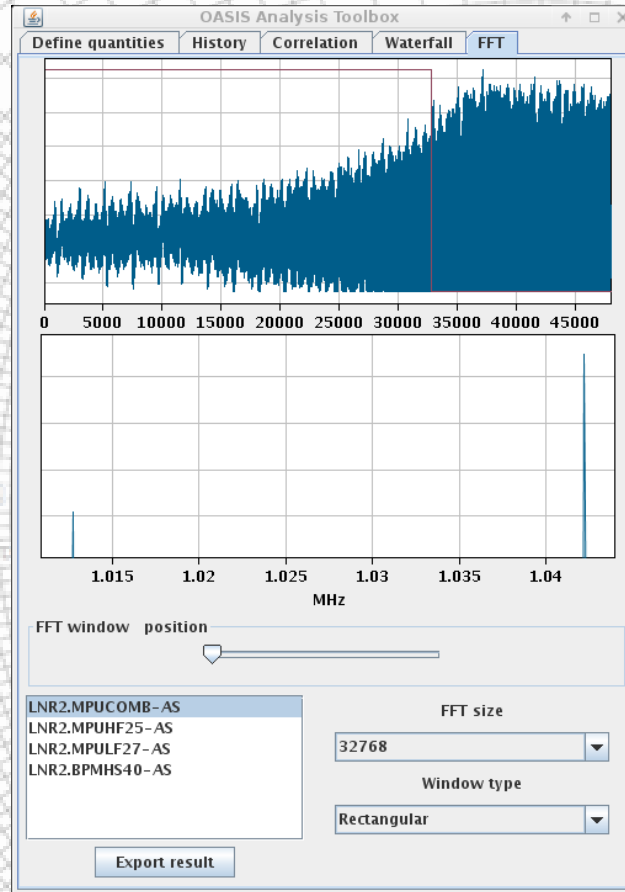 OASIS Analysis Toolbox
Define quantities History Correlation Waterfall FFT
0 5000 10000 15000 20000 25000 30000 35000 40000 45000
1.015 1.02 1.025 1.03 1.035 1.04
MHz
FFT window position
LNR2.MPUCOMB-AS
LNR2.MPUHF25-AS
LNR2.MPULF27-AS
LNR2.BPMHS40-AS
Export result
FFT size
32768
Window type
Rectangular